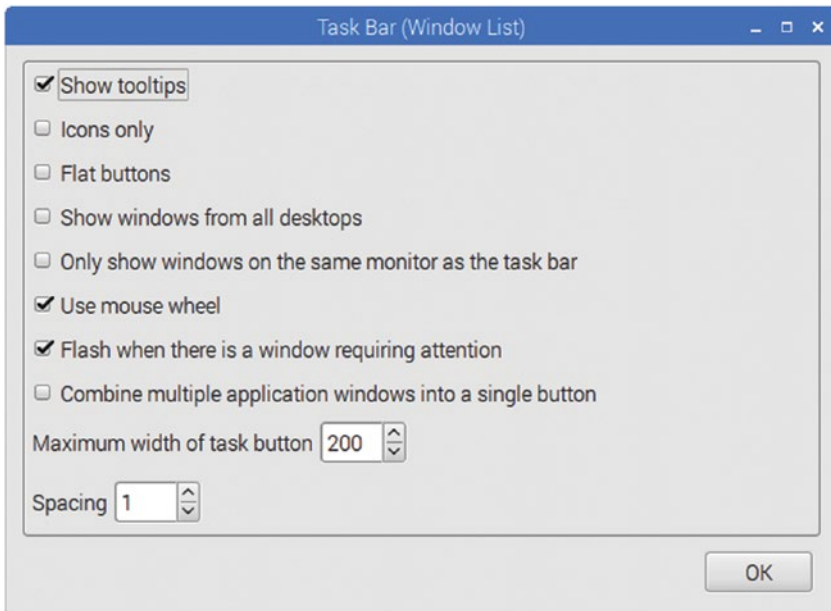 Task Bar (Window List)
Show tooltips
Icons only
Flat buttons
Show windows from all desktops
Only show windows on the same monitor as the task bar
Use mouse wheel
Flash when there is a window requiring attention
Combine multiple application windows into a single button
Maximum width of task button 200
Spacing 1
OK